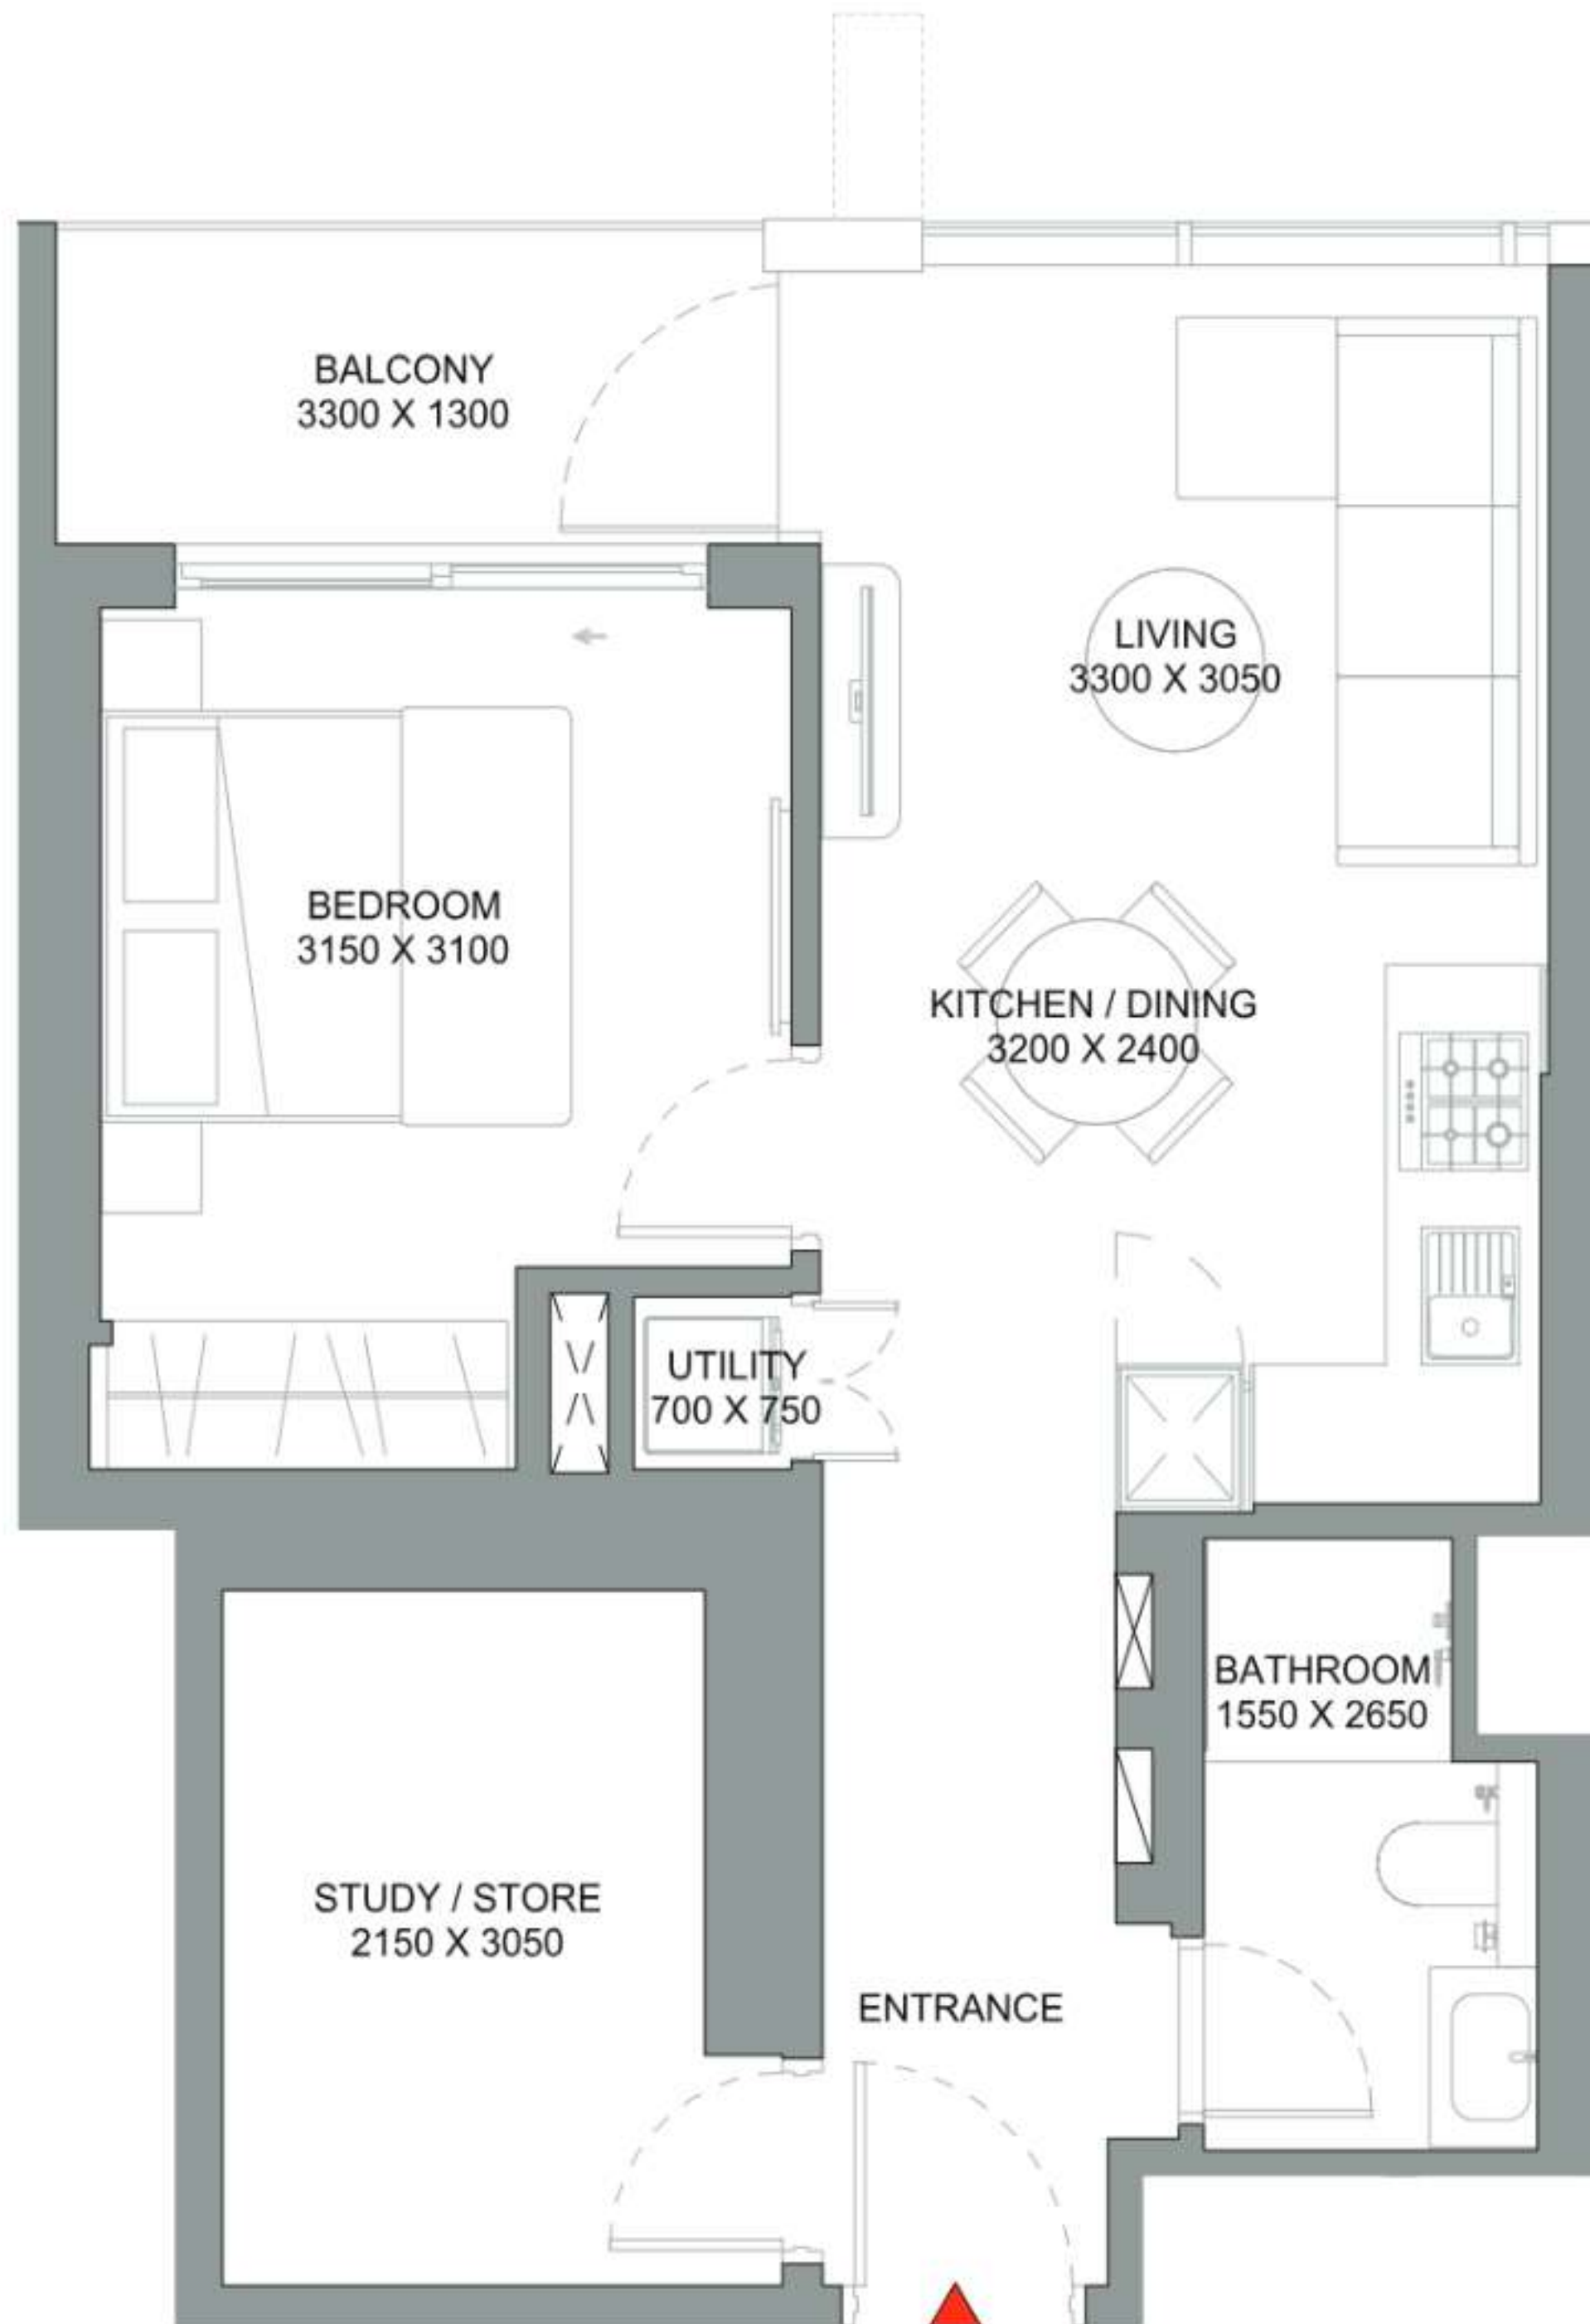 BALCONY
3300 X 1300
LIVING
3300 X 3050
BEDROOM
3150 X 3100
KITCHEN / DINING
3200 X 2400
UTILITY
700 X 750
BATHROOM
1550 X 2650
STUDY / STORE
2150 X 3050
ENTRANCE